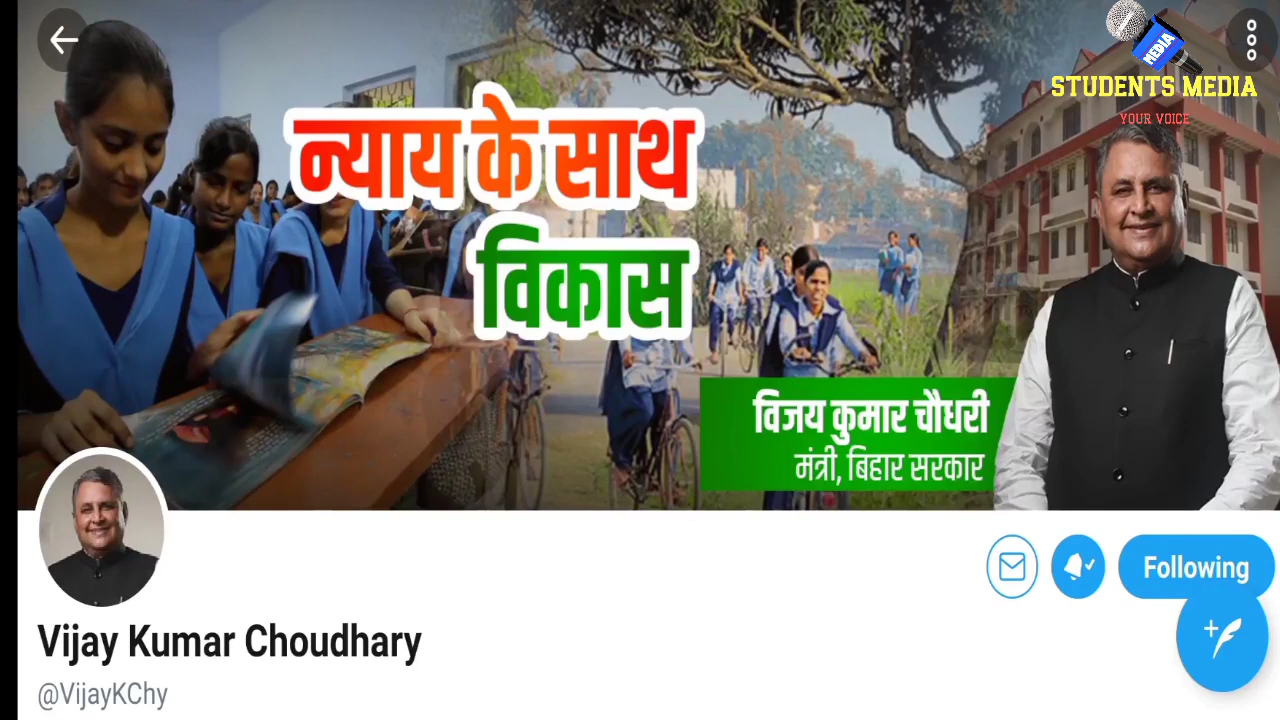 MEDIA
STUDENTS MEDIA
YOUR VOICE
न्याय के साथ
विकास
विजय कुमार चौधरी
मंत्री, बिहार सरकार
Following
Vijay Kumar Choudhary
@VijayKChy